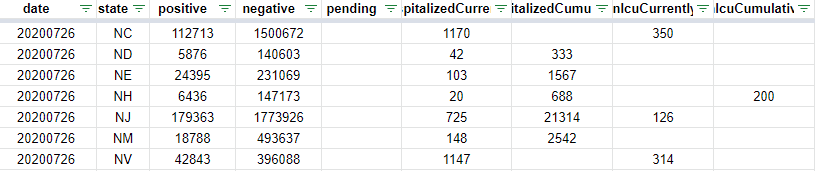 date state positive negative pending pitalizedCurre italizedCumu nIcuCurrently IcuCumulativ
20200726 NC 112713 1500672 1170 350
20200726 ND 5876 140603 42 333
20200726 NE 24395 231069 103 1567
20200726 NH 6436 147173 20 688 200
20200726 NJ 179363 1773926 725 21314 126
20200726 NM 18788 493637 148 2542
20200726 NV 42843 396088 1147 314